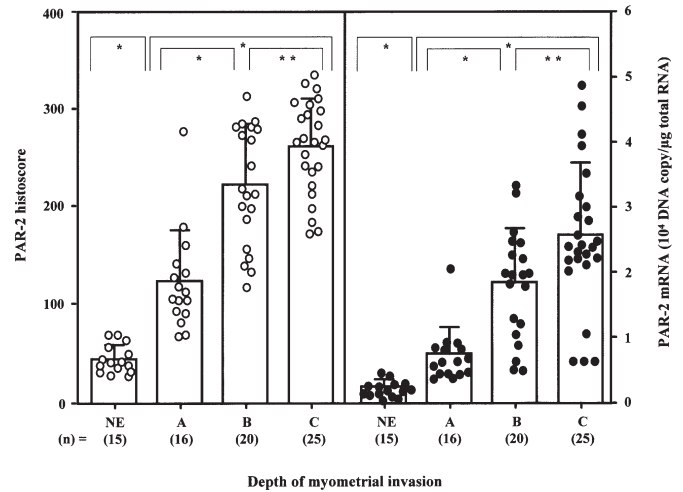 400
300
200
100
0
PAR-2 histoscore
* * * **
* * * **
6
5
4
3
2
1
0
PAR-2 mRNA (10⁴ DNA copy/μg total RNA)
NE A B C NE A B C
(n) = (15) (16) (20) (25) (15) (16) (20) (25)
Depth of myometrial invasion